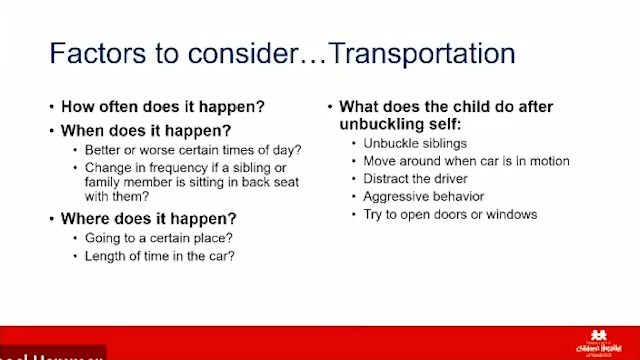 Factors to consider…Transportation
• How often does it happen?
• When does it happen?
• Better or worse certain times of day?
• Change in frequency if a sibling or
family member is sitting in back seat
with them?
• Where does it happen?
• Going to a certain place?
• Length of time in the car?
• What does the child do after
unbuckling self:
• Unbuckle siblings
• Move around when car is in motion
• Distract the driver
• Aggressive behavior
• Try to open doors or windows